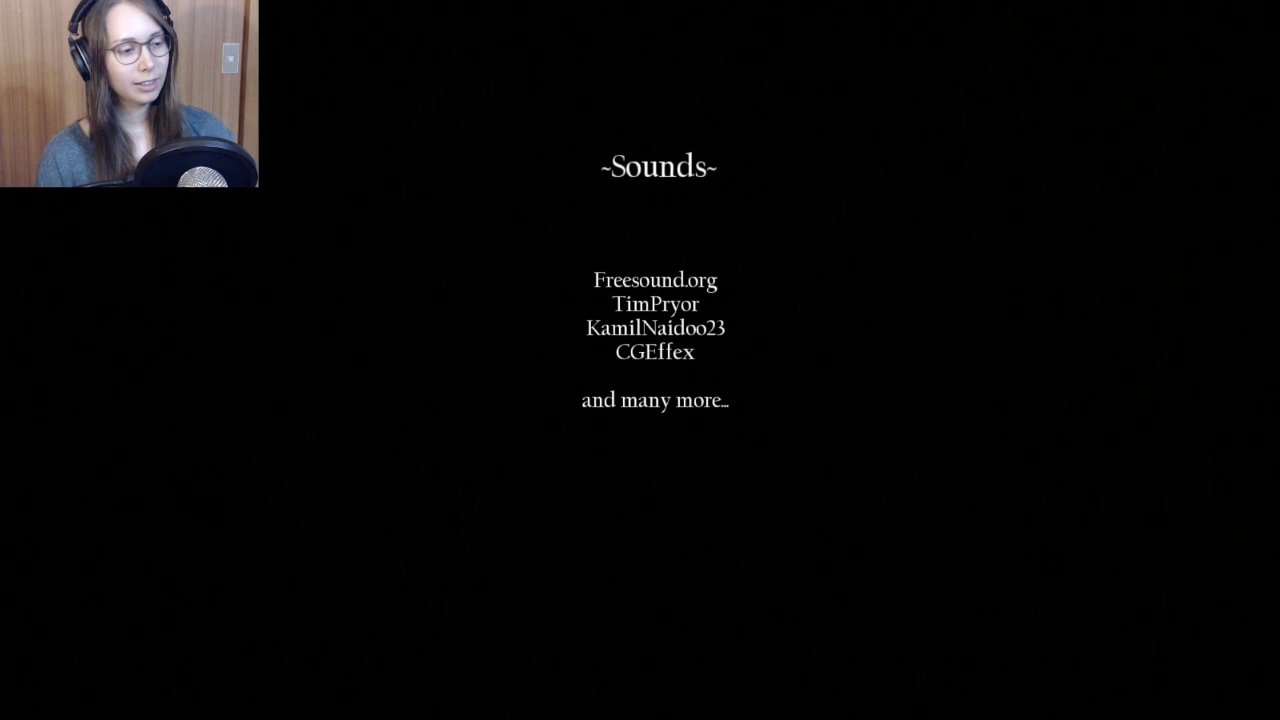 ~Sounds~
Freesound.org
TimPryor
KamilNaidoo23
CGEffex
and many more...